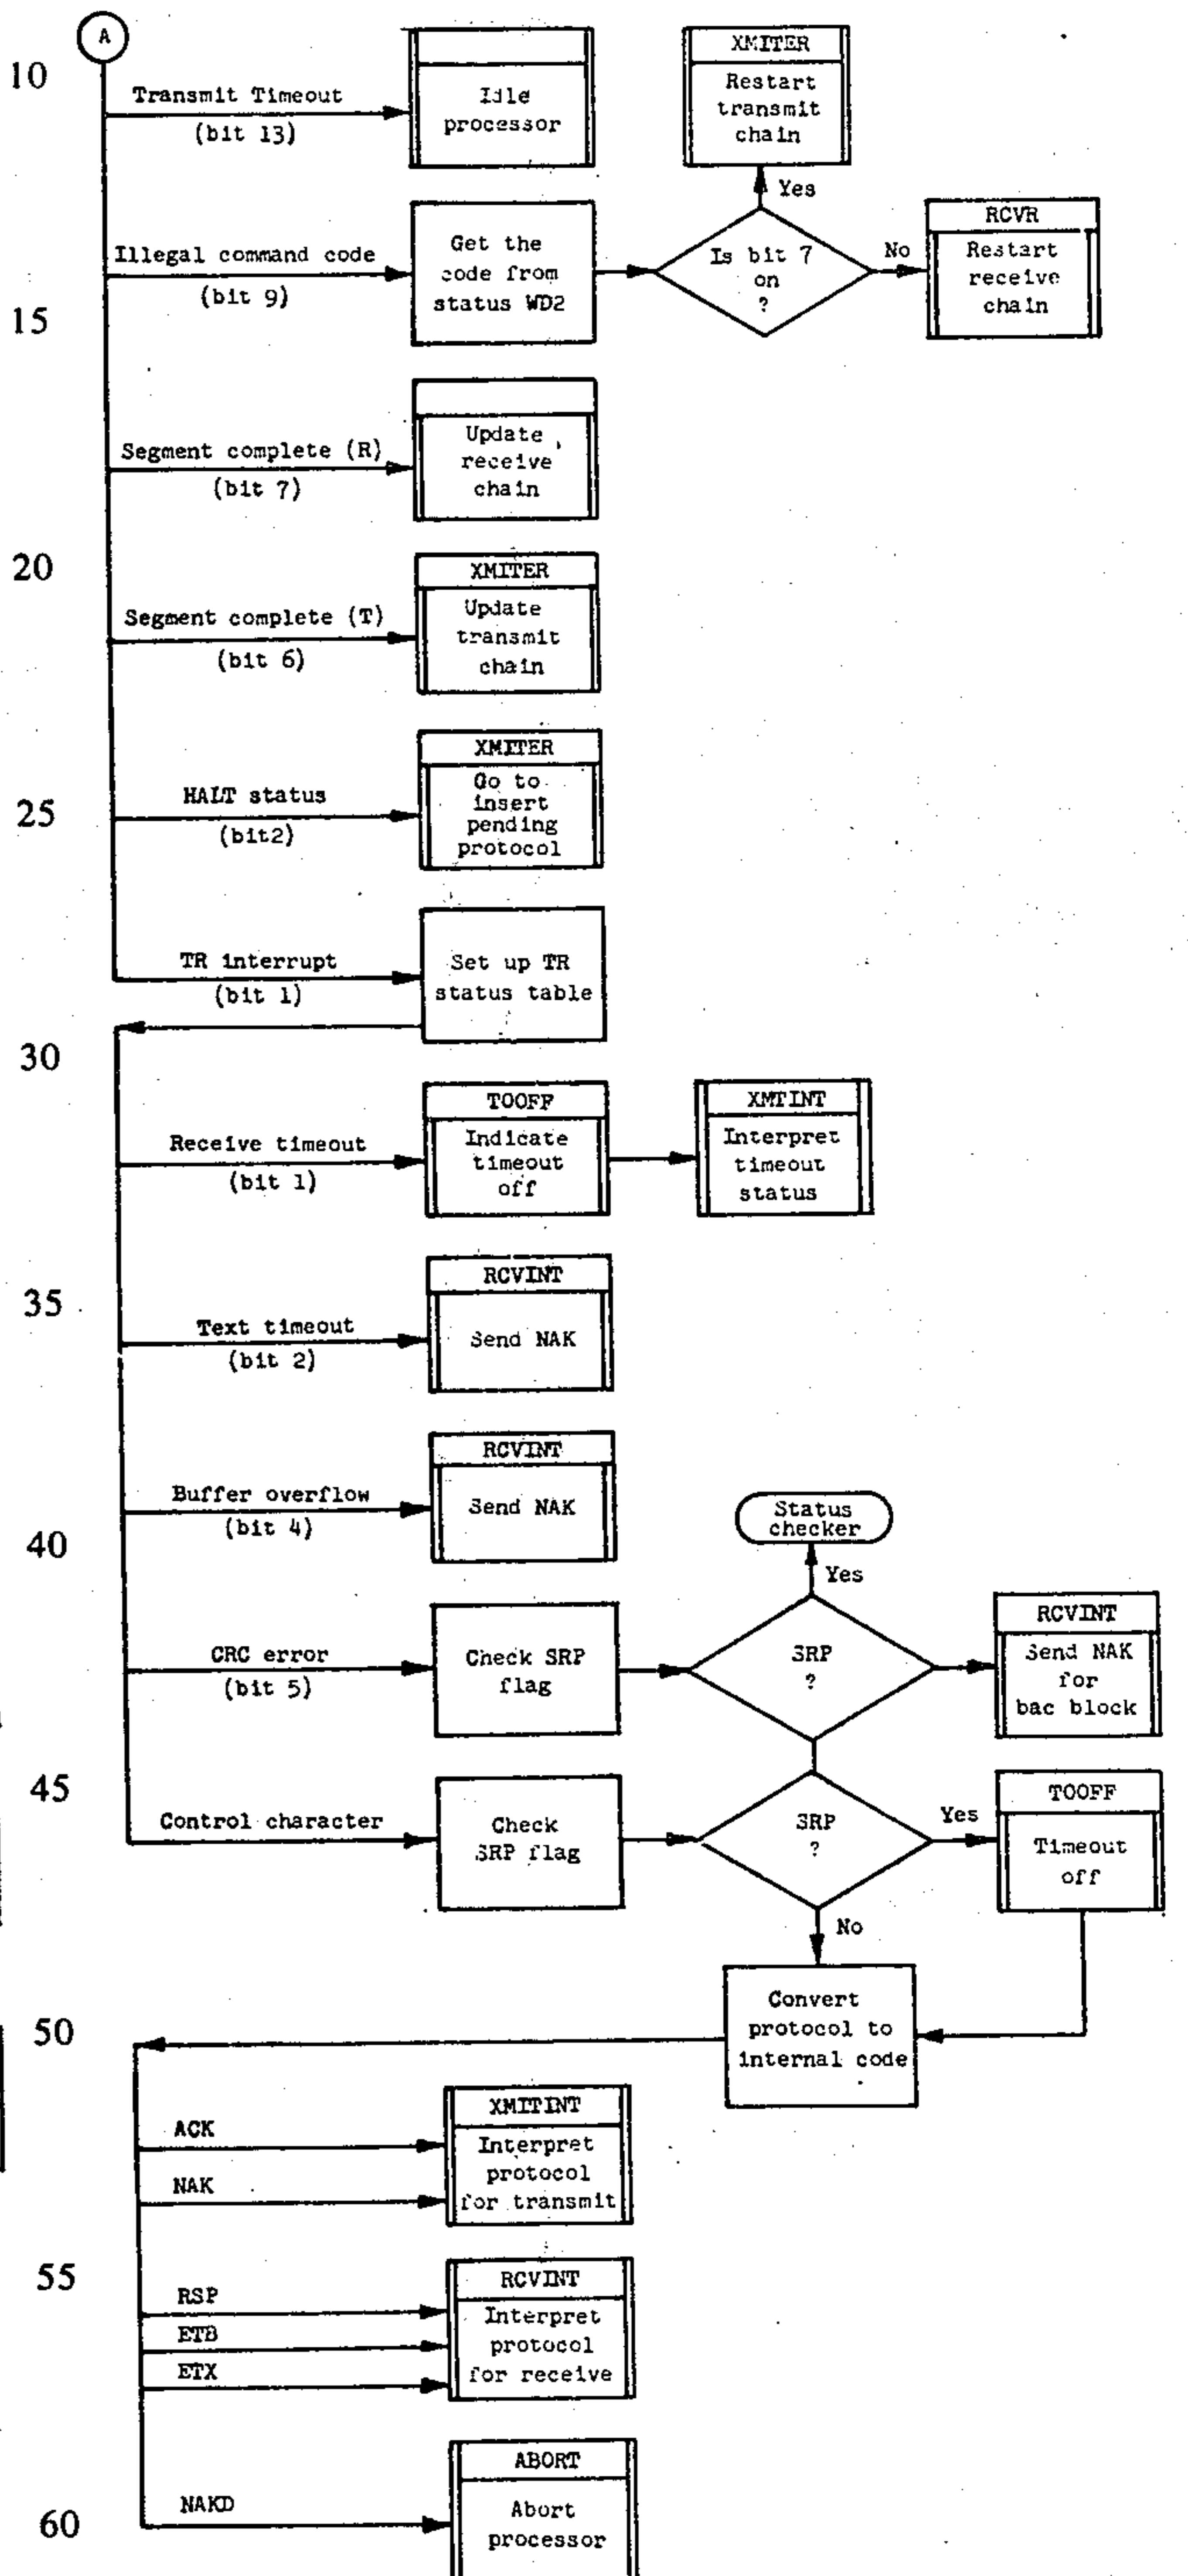 A
10
Transmit Timeout
(bit 13)
Idle
processor
XMITER
Restart
transmit
chain
Yes
Illegal command code
(bit 9)
Get the
code from
status WD2
Is bit 7
on
?
No
RCVR
Restart
receive
chain
15
Segment complete (R)
(bit 7)
Update
receive
chain
20
Segment complete (T)
(bit 6)
XMITER
Update
transmit
chain
25
HALT status
(bit2)
XMITER
Go to
insert
pending
protocol
TR interrupt
(bit 1)
Set up TR
status table
30
Receive timeout
(bit 1)
TOOFF
Indicate
timeout
off
XMTINT
Interpret
timeout
status
35
Text timeout
(bit 2)
RCVINT
Send NAK
Buffer overflow
(bit 4)
RCVINT
Send NAK
40
Status
checker
Yes
CRC error
(bit 5)
Check SRP
flag
SRP
?
RCVINT
Send NAK
for
bac block
45
Control character
Check
SRP flag
SRP
?
Yes
TOOFF
Timeout
off
No
Convert
protocol to
internal code
50
ACK
NAK
XMITINT
Interpret
protocol
for transmit
55
RSP
ETB
ETX
RCVINT
Interpret
protocol
for receive
NAKD
ABORT
Abort
processor
60